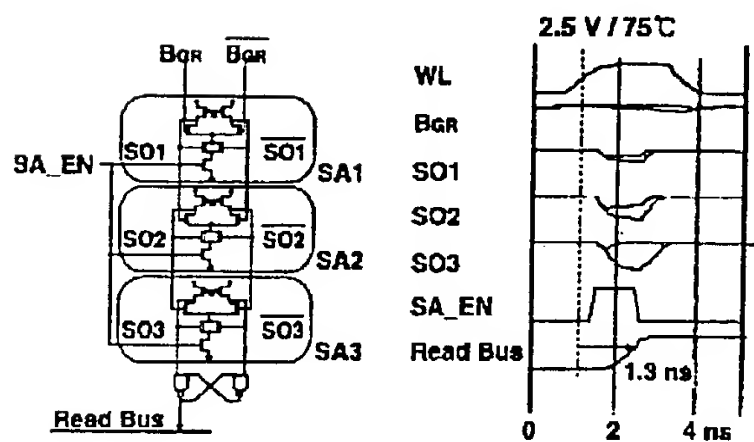 BGR BGR
SO1 SO1
SA_EN
SA1
SO2 SO2
SA2
SO3 SO3
SA3
Read Bus
2.5 V / 75℃
WL
BGR
SO1
SO2
SO3
SA_EN
Read Bus
1.3 ns
0 2 4 ns